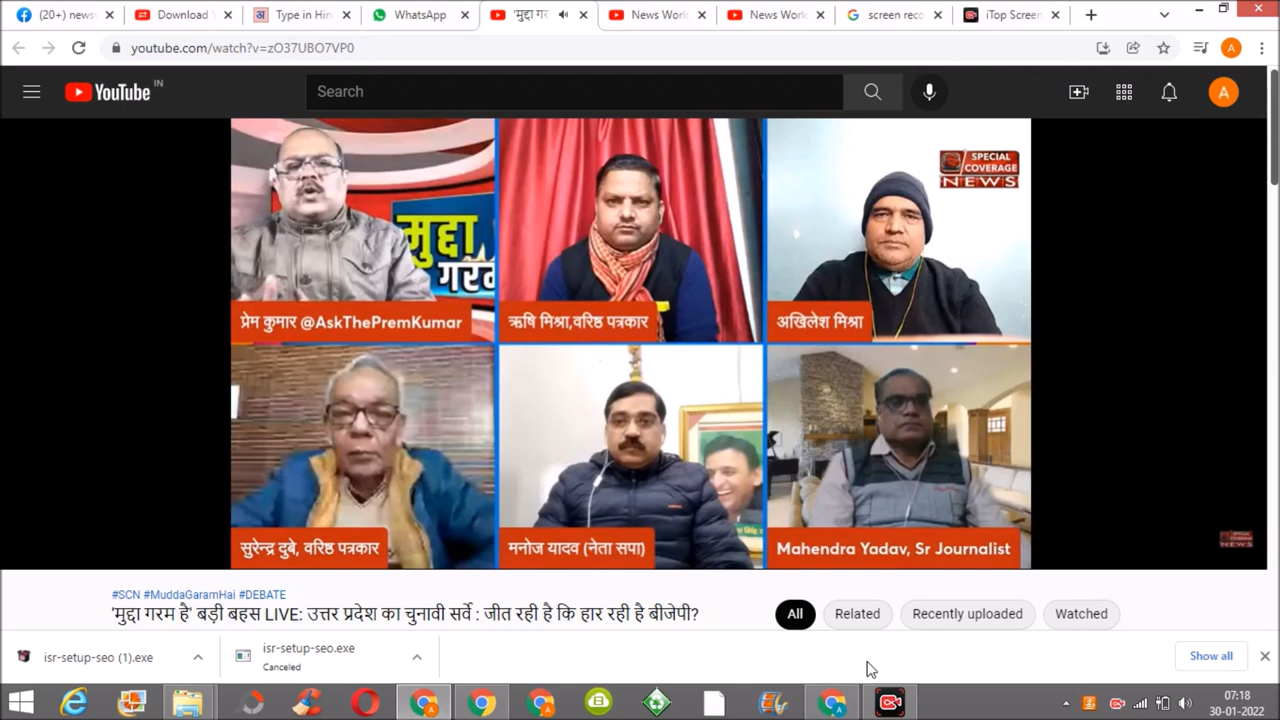 (20+) news
Download
Type in Hin
WhatsApp
'मुद्दा गरम
News Worl
News Worl
screen reco
iTop Screen
youtube.com/watch?v=zO37UBO7VP0
YouTube IN
Search
A
मुद्दा
गरम
SPECIAL
COVERAGE
NEWS
प्रेम कुमार @AskThePremKumar
ऋषि मिश्रा,वरिष्ठ पत्रकार
अखिलेश मिश्रा
सुरेन्द्र दुबे, वरिष्ठ पत्रकार
मनोज यादव (नेता सपा)
Mahendra Yadav, Sr Journalist
#SCN #MuddaGaramHai #DEBATE
'मुद्दा गरम है' बड़ी बहस LIVE: उत्तर प्रदेश का चुनावी सर्वे : जीत रही है कि हार रही है बीजेपी?
All
Related
Recently uploaded
Watched
isr-setup-seo (1).exe
isr-setup-seo.exe
Canceled
Show all
07:18
30-01-2022